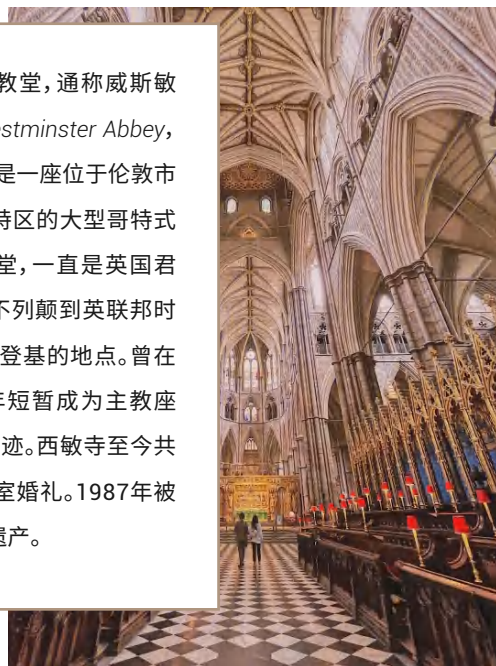 教堂，通称威斯敏
stminster Abbey，
是一座位于伦敦市
特区的大型哥特式
堂，一直是英国君
不列颠到英联邦时
登基的地点。曾在
年短暂成为主教座
迹。西敏寺至今共
室婚礼。1987年被
遗产。